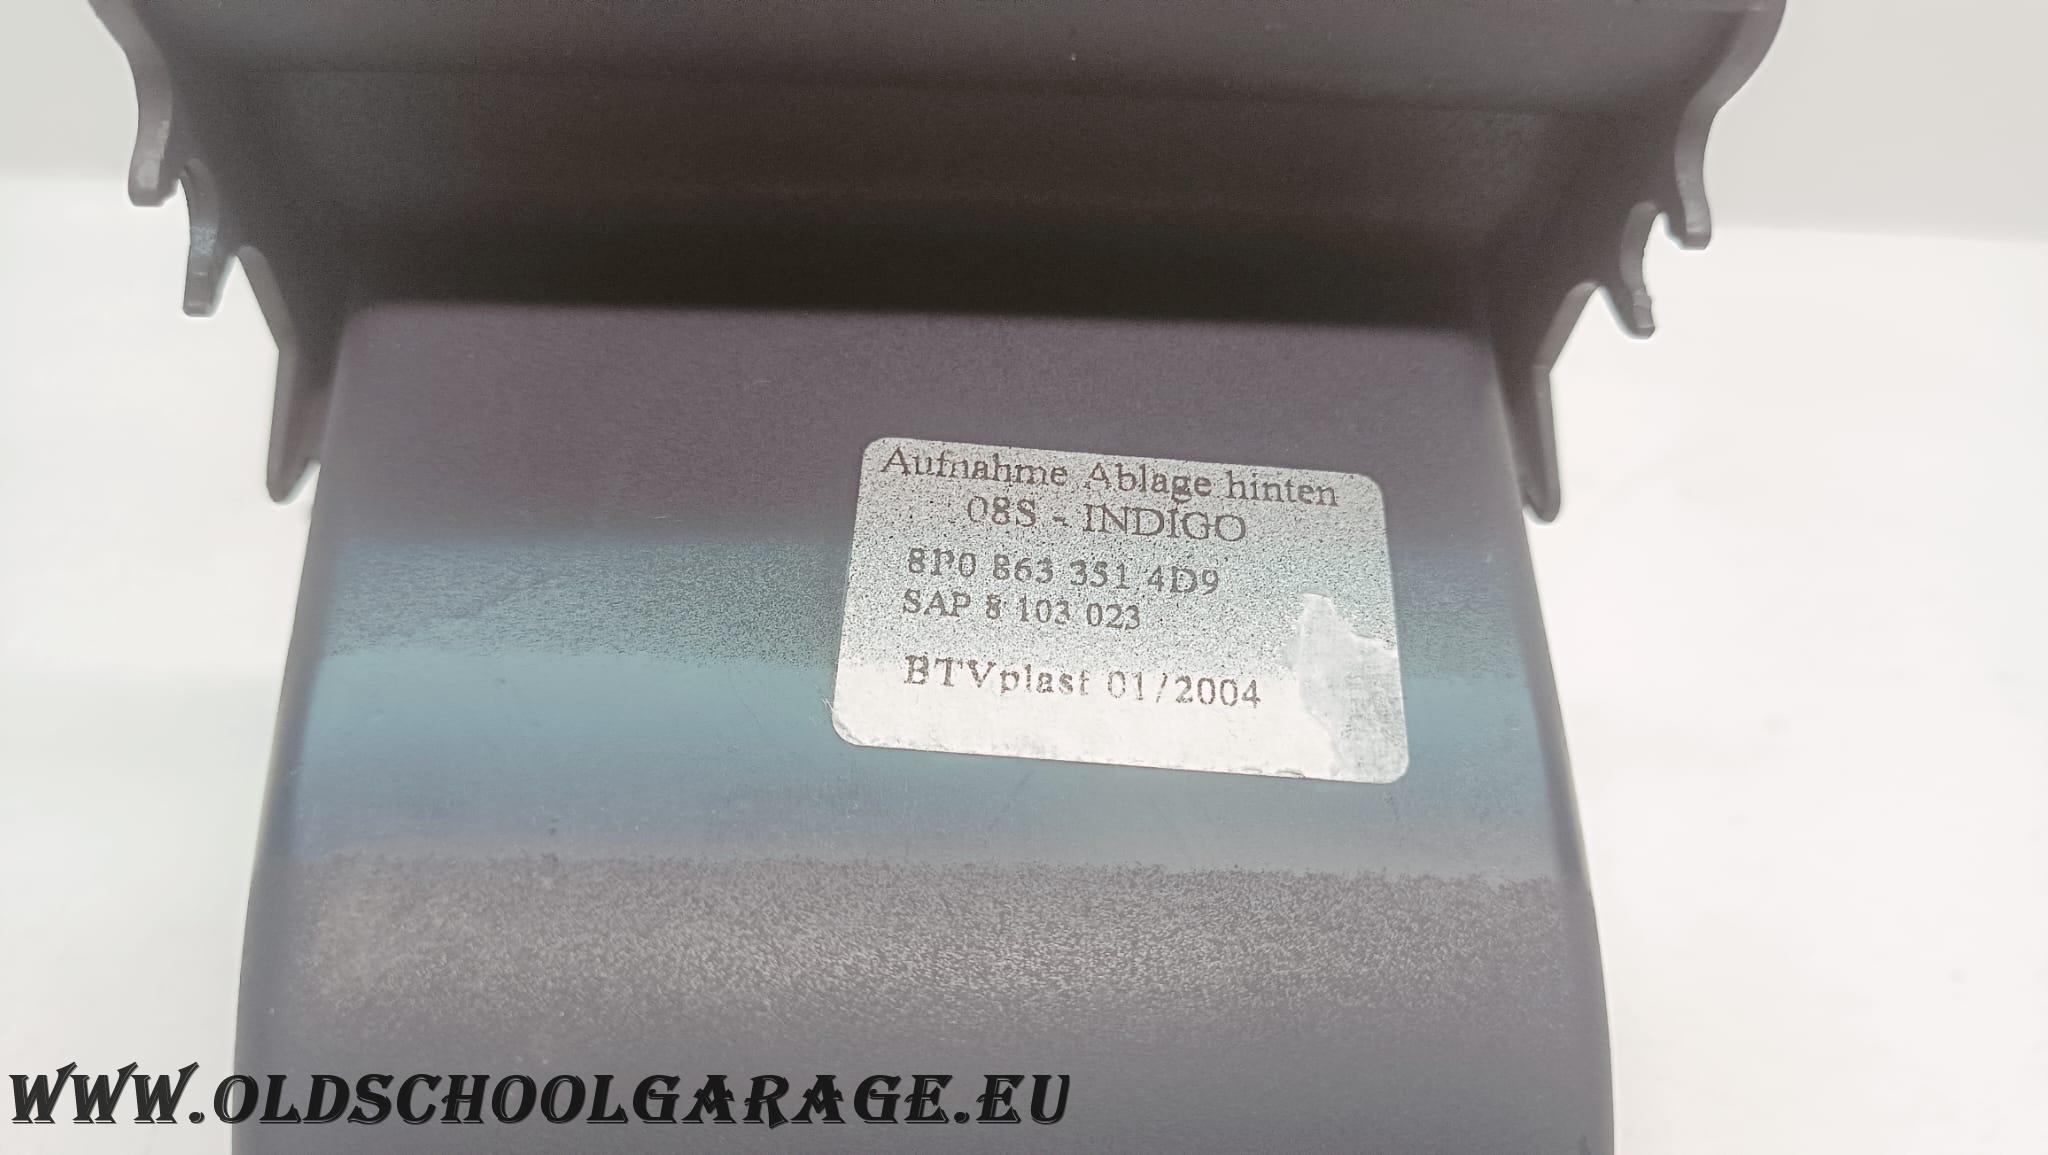 Aufnahme Ablage hinten
08S - INDIGO
8P0 863 351 4D9
SAP 8 103 023
BTVplast 01/2004
WWW.OLDSCHOOLGARAGE.EU